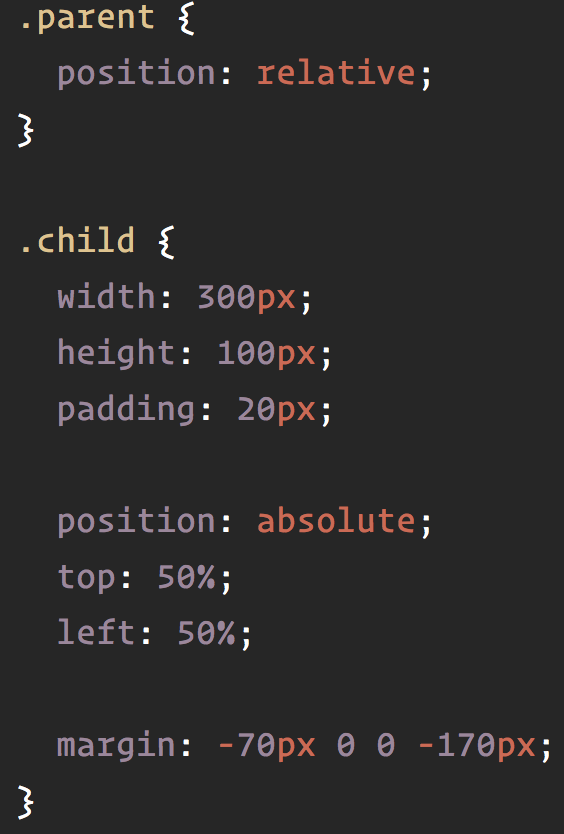 .parent {
  position: relative;
}

.child {
  width: 300px;
  height: 100px;
  padding: 20px;

  position: absolute;
  top: 50%;
  left: 50%;

  margin: -70px 0 0 -170px;
}